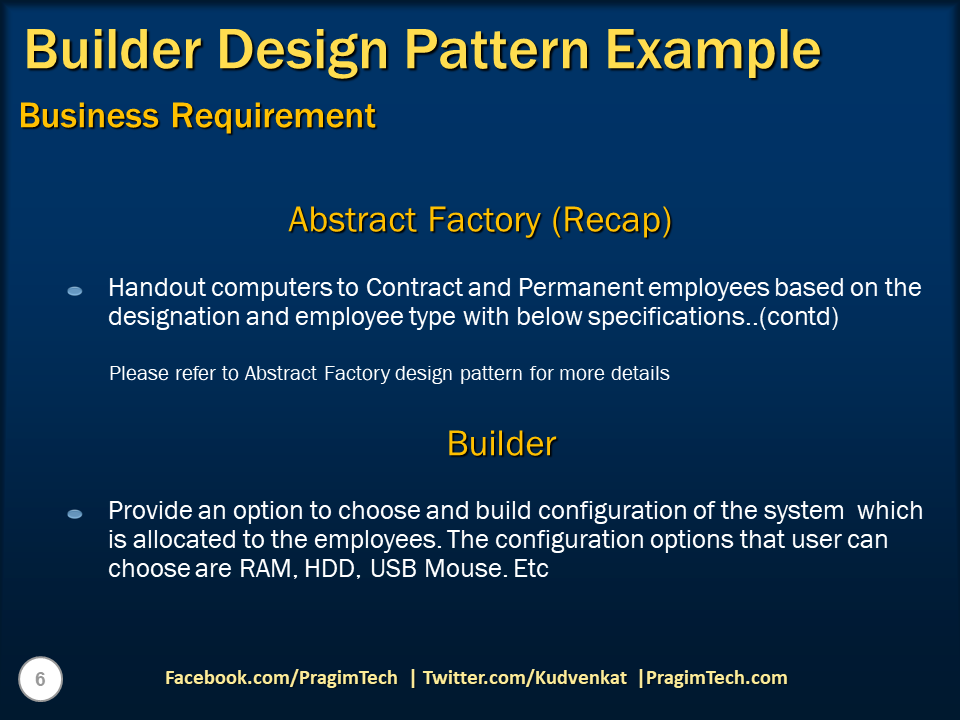 Builder Design Pattern Example
Business Requirement
Abstract Factory (Recap)
Handout computers to Contract and Permanent employees based on the
designation and employee type with below specifications..(contd)
Please refer to Abstract Factory design pattern for more details
Builder
Provide an option to choose and build configuration of the system  which
is allocated to the employees. The configuration options that user can
choose are RAM, HDD, USB Mouse. Etc
6
Facebook.com/PragimTech | Twitter.com/Kudvenkat |PragimTech.com